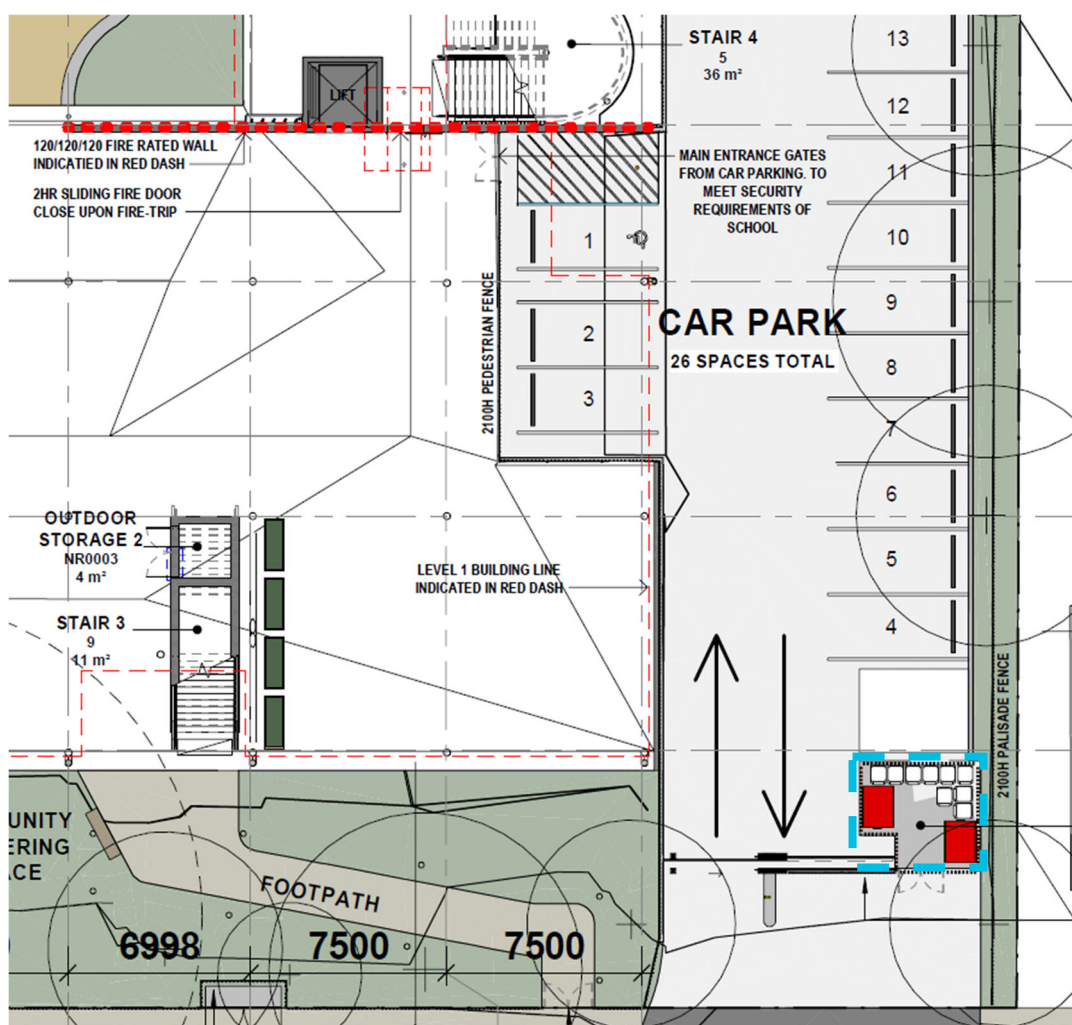 STAIR 4
5
36 m²
13
LIFT
12
120/120/120 FIRE RATED WALL
INDICATIED IN RED DASH
2HR SLIDING FIRE DOOR
CLOSE UPON FIRE-TRIP
MAIN ENTRANCE GATES
FROM CAR PARKING. TO
MEET SECURITY
REQUIREMENTS OF
SCHOOL
11
1
10
2100H PEDESTRIAN FENCE
9
CAR PARK
26 SPACES TOTAL
2
8
3
7
6
OUTDOOR
STORAGE 2
NR0003
4 m²
LEVEL 1 BUILDING LINE
INDICATED IN RED DASH
5
STAIR 3
9
11 m²
4
2100H PALISADE FENCE
UNITY
ERING
ACE
FOOTPATH
6998
7500
7500